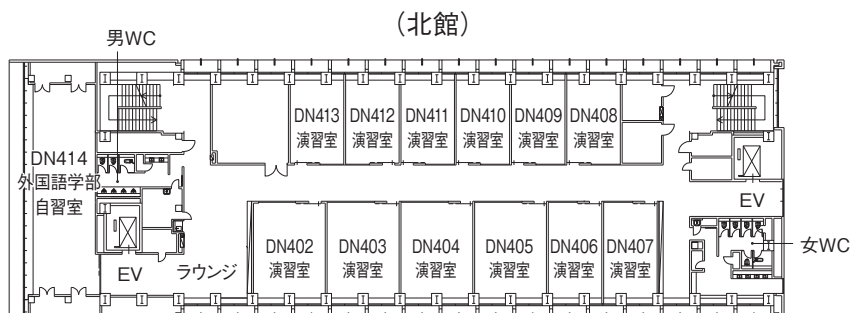 （北館）
男WC
DN413
演習室
DN412
演習室
DN411
演習室
DN410
演習室
DN409
演習室
DN408
演習室
DN414
外国語学部
自習室
EV
DN402
演習室
DN403
演習室
DN404
演習室
DN405
演習室
DN406
演習室
DN407
演習室
女WC
EV
ラウンジ